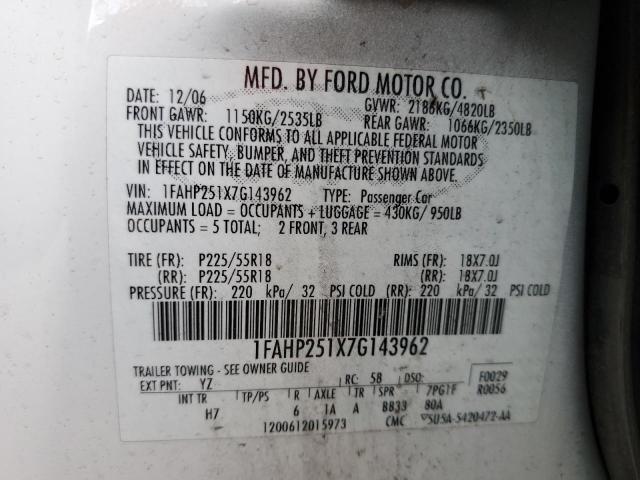 MFD. BY FORD MOTOR CO.
DATE: 12/06 GVWR: 2186KG/4820LB
FRONT GAWR: 1150KG/2535LB REAR GAWR: 1066KG/2350LB
THIS VEHICLE CONFORMS TO ALL APPLICABLE FEDERAL MOTOR
VEHICLE SAFETY, BUMPER, AND THEFT PREVENTION STANDARDS
IN EFFECT ON THE DATE OF MANUFACTURE SHOWN ABOVE.
VIN: 1FAHP251X7G143962 TYPE: Passenger Car
MAXIMUM LOAD = OCCUPANTS + LUGGAGE = 430KG/ 950LB
OCCUPANTS = 5 TOTAL; 2 FRONT, 3 REAR
TIRE (FR): P225/55R18 RIMS (FR): 18X7.0J
(RR): P225/55R18 (RR): 18X7.0J
PRESSURE (FR): 220 kPa/ 32 PSI COLD (RR): 220 kPa/ 32 PSI COLD
1FAHP251X7G143962
TRAILER TOWING - SEE OWNER GUIDE
EXT PNT: YZ RC: 58 DSO: F0029
INT TR TP/PS R AXLE TR SPR 7PG1F R0056
H7 6 1A A BB33 80A
1200612015973 CMC 5U5A-5420472-AA